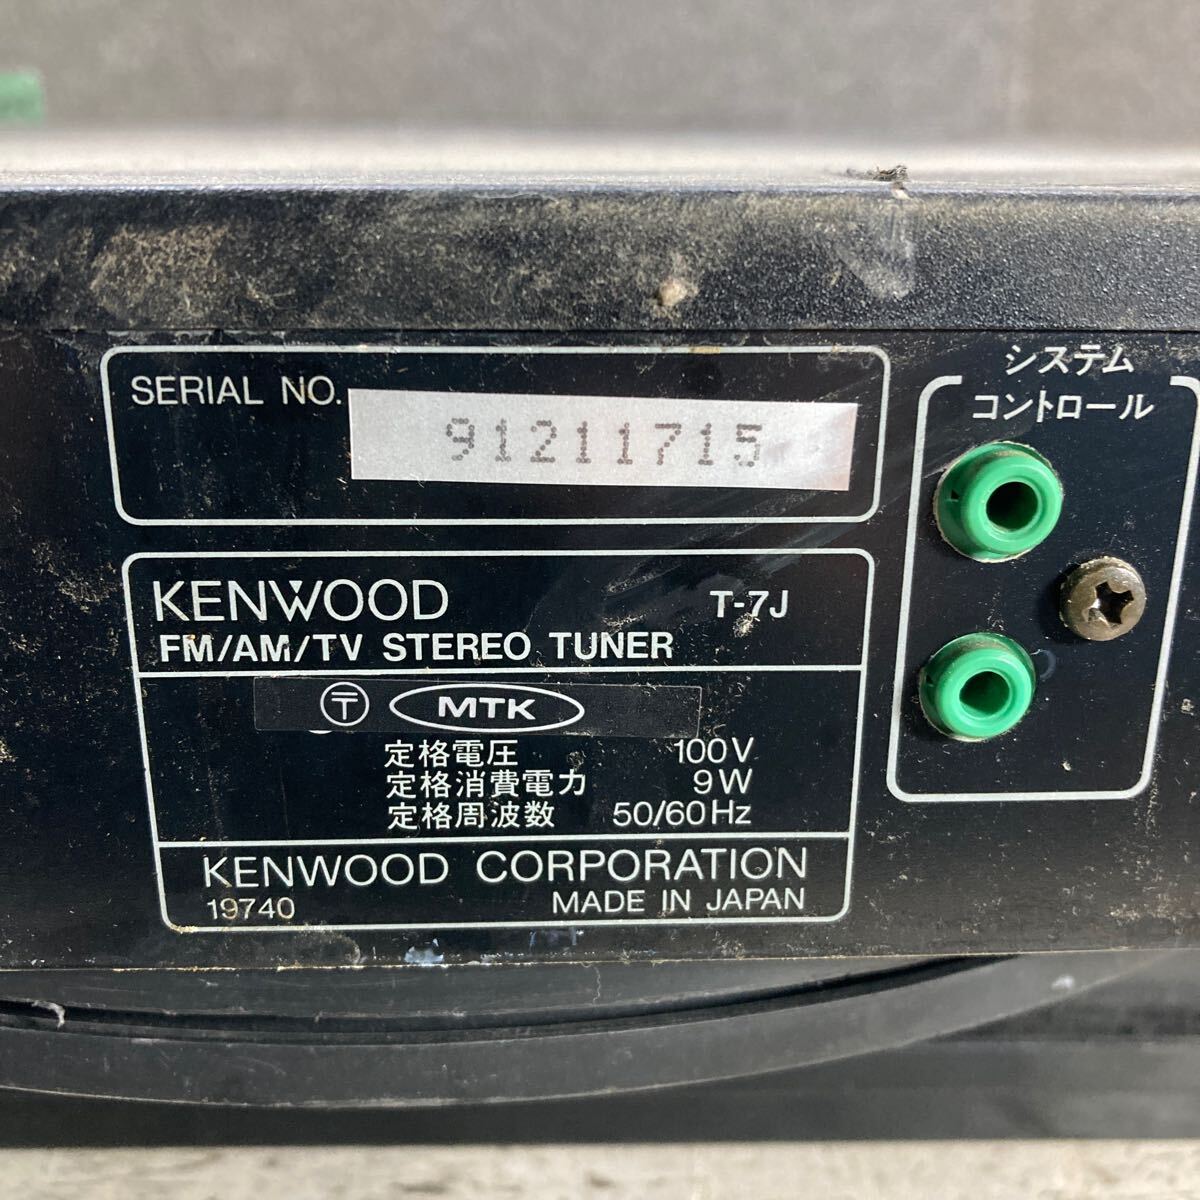 SERIAL NO. 91211715
システム
コントロール
KENWOOD T-7J
FM/AM/TV STEREO TUNER
〒 MTK
定格電圧 100V
定格消費電力 9W
定格周波数 50/60Hz
KENWOOD CORPORATION
19740 MADE IN JAPAN